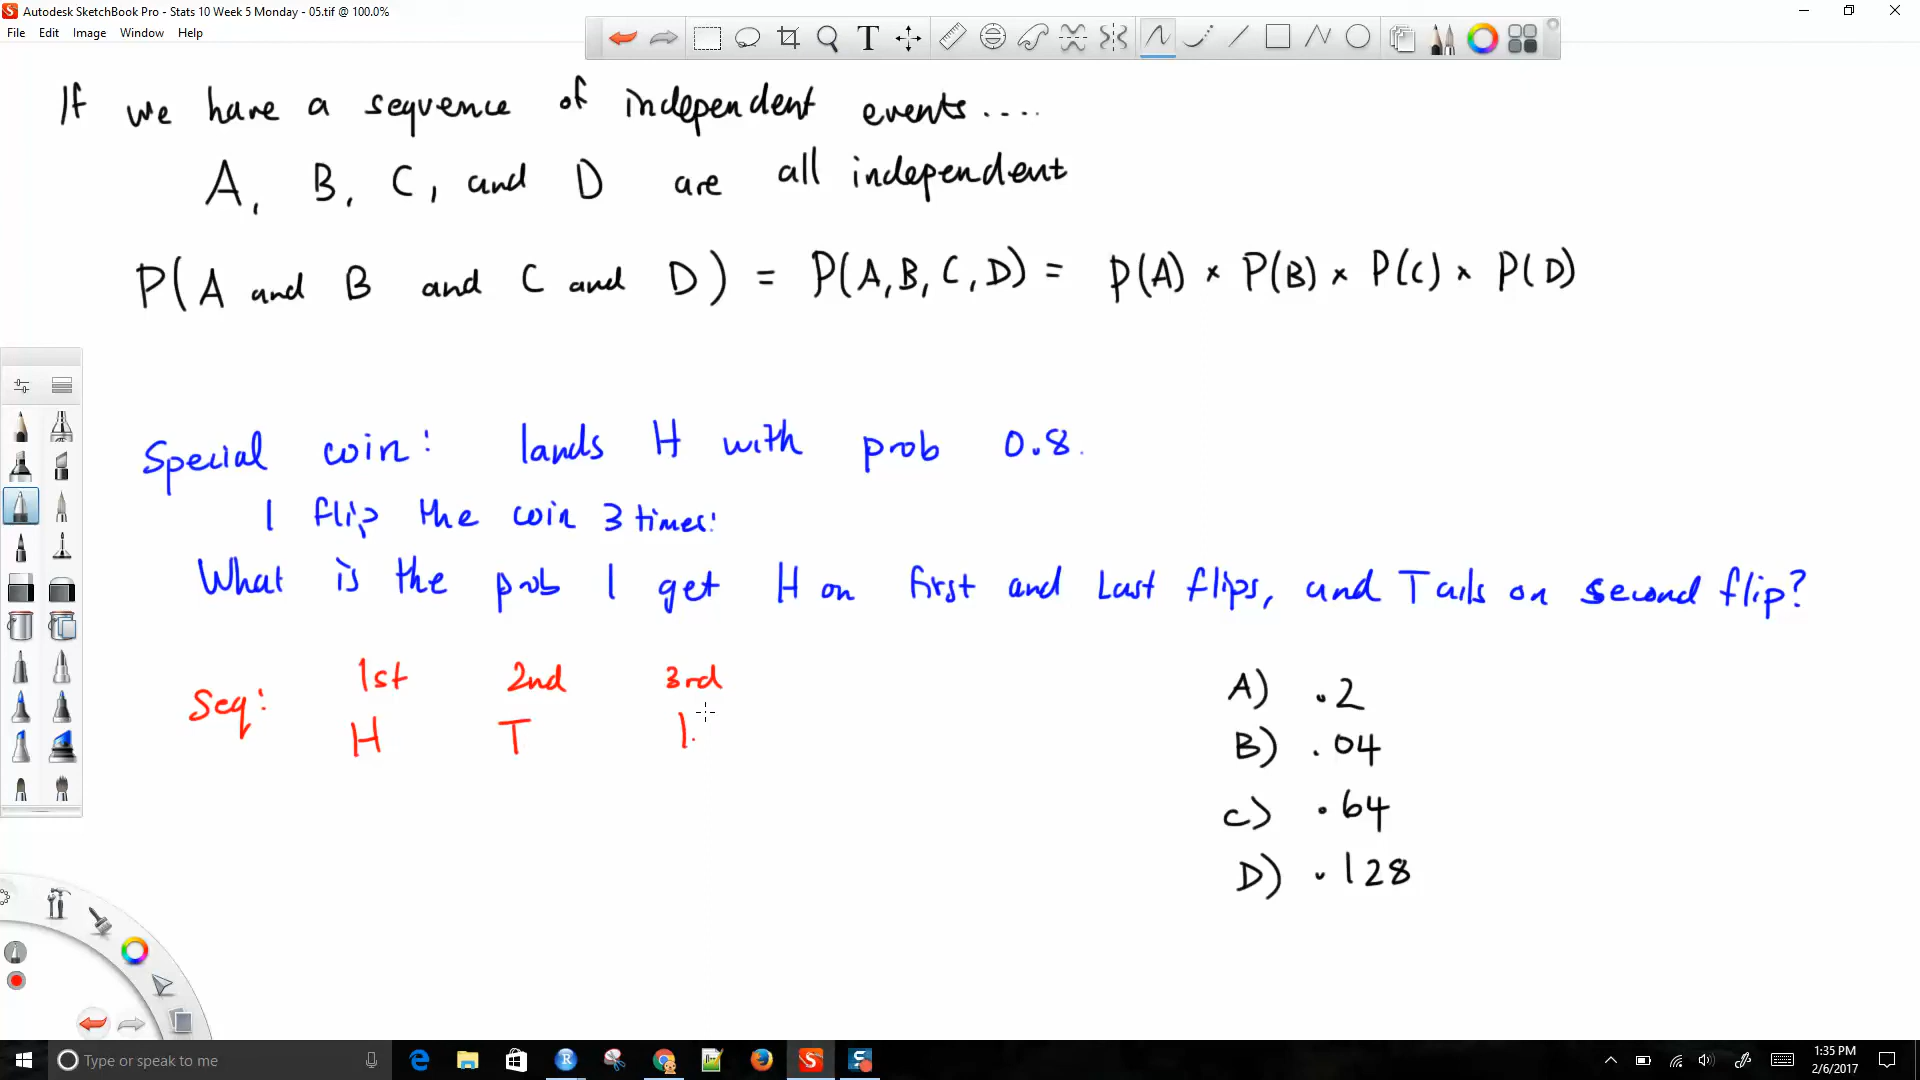 Autodesk SketchBook Pro - Stats 10 Week 5 Monday - 05.tif @ 100.0%
File Edit Image Window Help
If we have a sequence of independent events....
A, B, C, and D are all independent
P(A and B and C and D) = P(A,B,C,D) = P(A) × P(B) × P(C) × P(D)
Special coin: lands H with prob 0.8.
I flip the coin 3 times:
What is the prob I get H on first and Last flips, and Tails on second flip?
Seq: 1st 2nd 3rd
H T
A) .2
B) .04
C) .64
D) .128
Type or speak to me
1:35 PM
2/6/2017